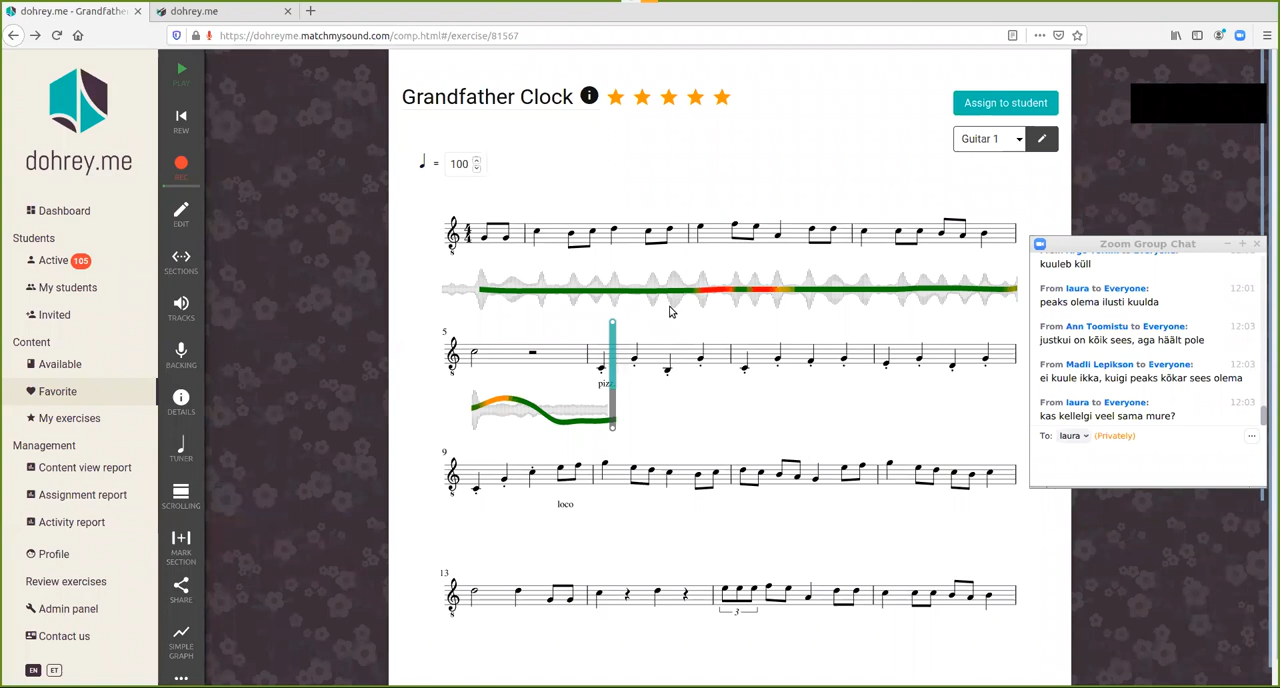 dohrey.me - Grandfather
dohrey.me
https://dohreyme.matchmysound.com/comp.html#/exercise/81567
dohrey.me
Dashboard
Students
Active 105
My students
Invited
Content
Available
Favorite
My exercises
Management
Content view report
Assignment report
Activity report
Profile
Review exercises
Admin panel
Contact us
EN ET
PLAY
REW
REC
EDIT
SECTIONS
TRACKS
BACKING
DETAILS
TUNER
SCROLLING
MARK
SECTION
SHARE
SIMPLE
GRAPH
Grandfather Clock
Assign to student
Guitar 1
= 100
5
pizz.
9
loco
13
3
Zoom Group Chat
kuuleb küll
From laura to Everyone: 12:01
peaks olema ilusti kuulda
From Ann Toomistu to Everyone: 12:03
justkui on kõik sees, aga häält pole
From Madli Lepikson to Everyone: 12:03
ei kuule ikka, kuigi peaks kõkar sees olema
From laura to Everyone: 12:03
kas kellelgi veel sama mure?
To: laura (Privately)